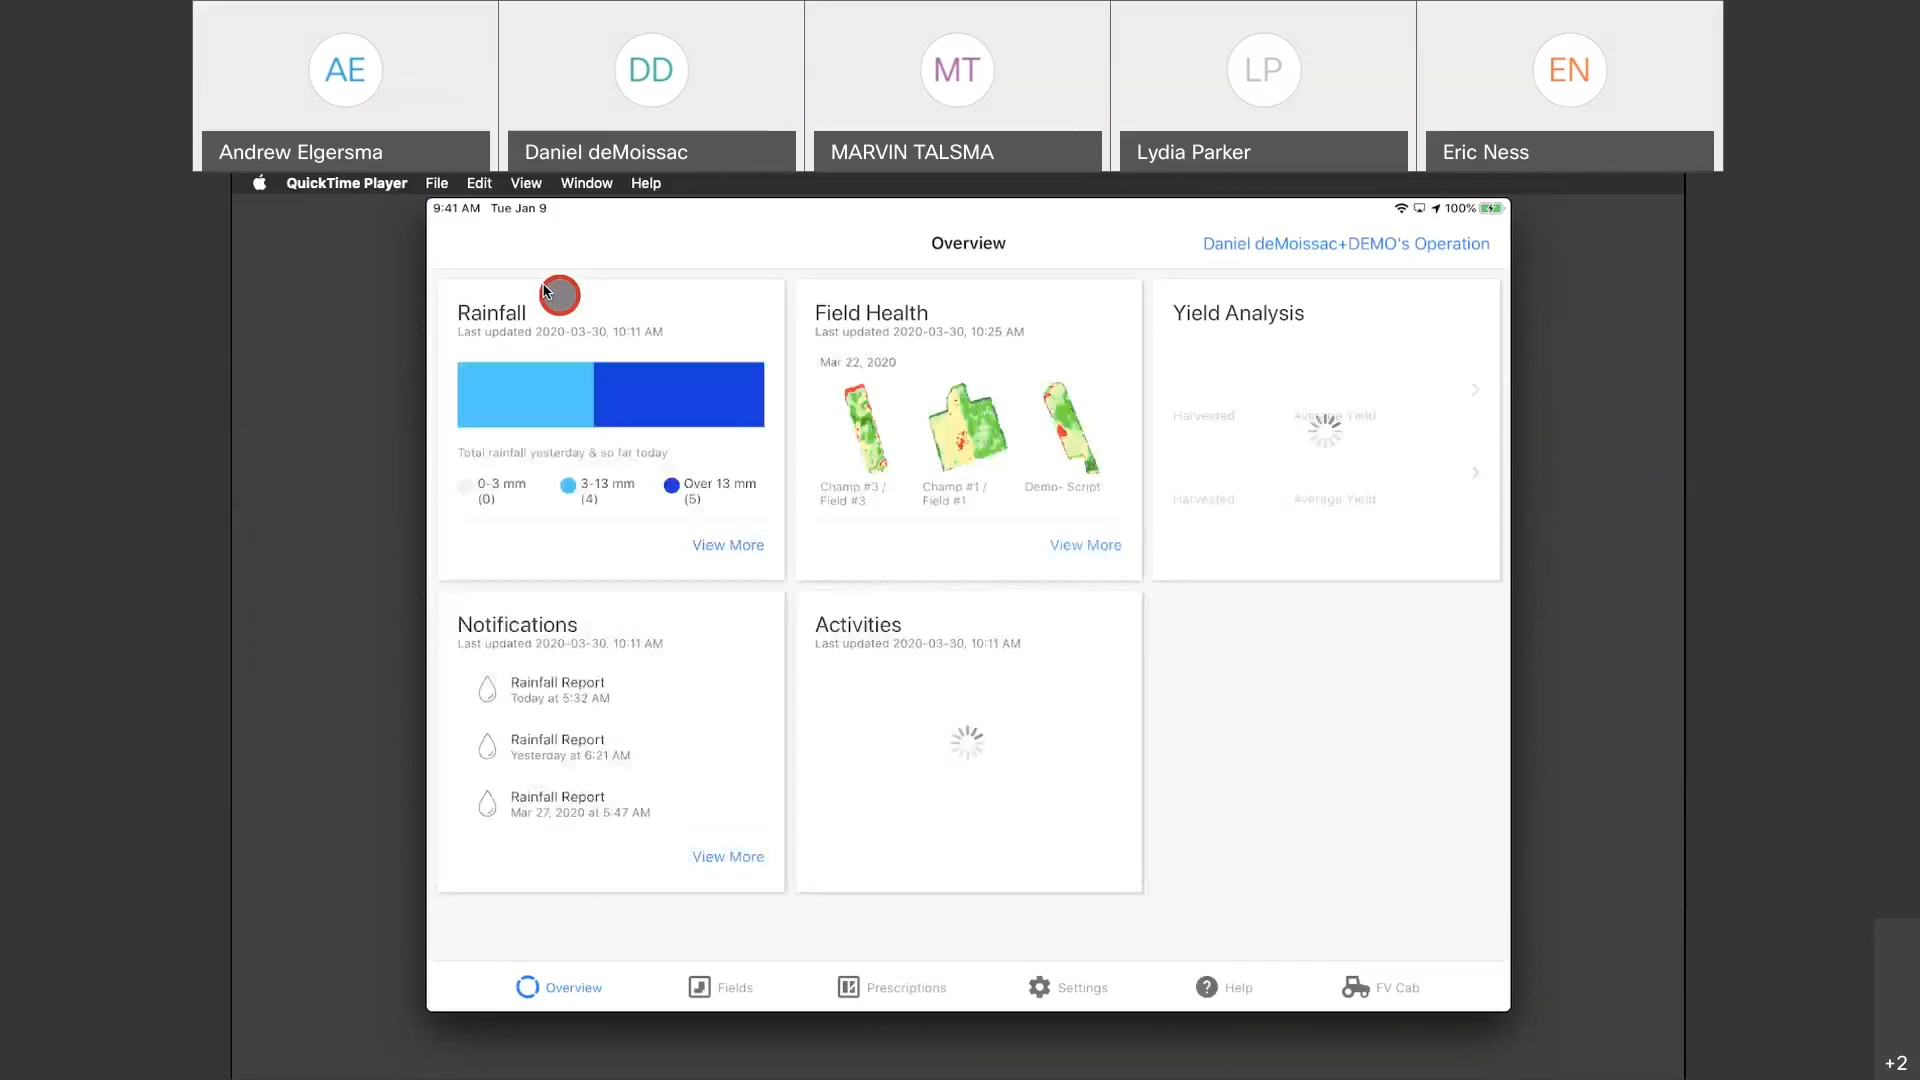 AE
DD
MT
LP
EN
Andrew Elgersma
Daniel deMoissac
MARVIN TALSMA
Lydia Parker
Eric Ness
QuickTime Player File Edit View Window Help
9:41 AM Tue Jan 9
100%
Overview
Daniel deMoissac+DEMO's Operation
Rainfall
Last updated 2020-03-30, 10:11 AM
Total rainfall yesterday & so far today
0-3 mm
(0)
3-13 mm
(4)
Over 13 mm
(5)
View More
Field Health
Last updated 2020-03-30, 10:25 AM
Mar 22, 2020
Champ #3 /
Field #3
Champ #1 /
Field #1
Demo- Script
View More
Yield Analysis
Harvested
Average Yield
Harvested
Average Yield
Notifications
Last updated 2020-03-30, 10:11 AM
Rainfall Report
Today at 5:32 AM
Rainfall Report
Yesterday at 6:21 AM
Rainfall Report
Mar 27, 2020 at 5:47 AM
View More
Activities
Last updated 2020-03-30, 10:11 AM
Overview
Fields
Prescriptions
Settings
Help
FV Cab
+2